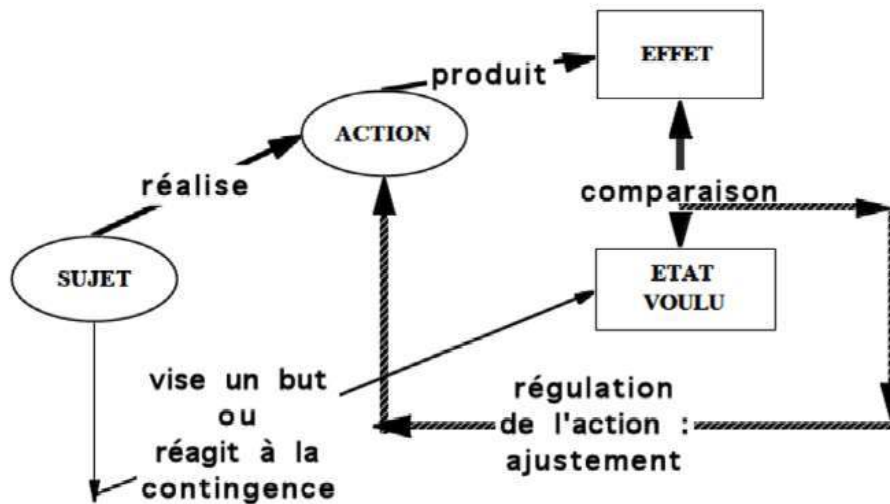 EFFET
produit
ACTION
réalise
comparaison
SUJET
ETAT
VOULU
vise un but
ou
réagit à la
contingence
régulation
de l'action :
ajustement